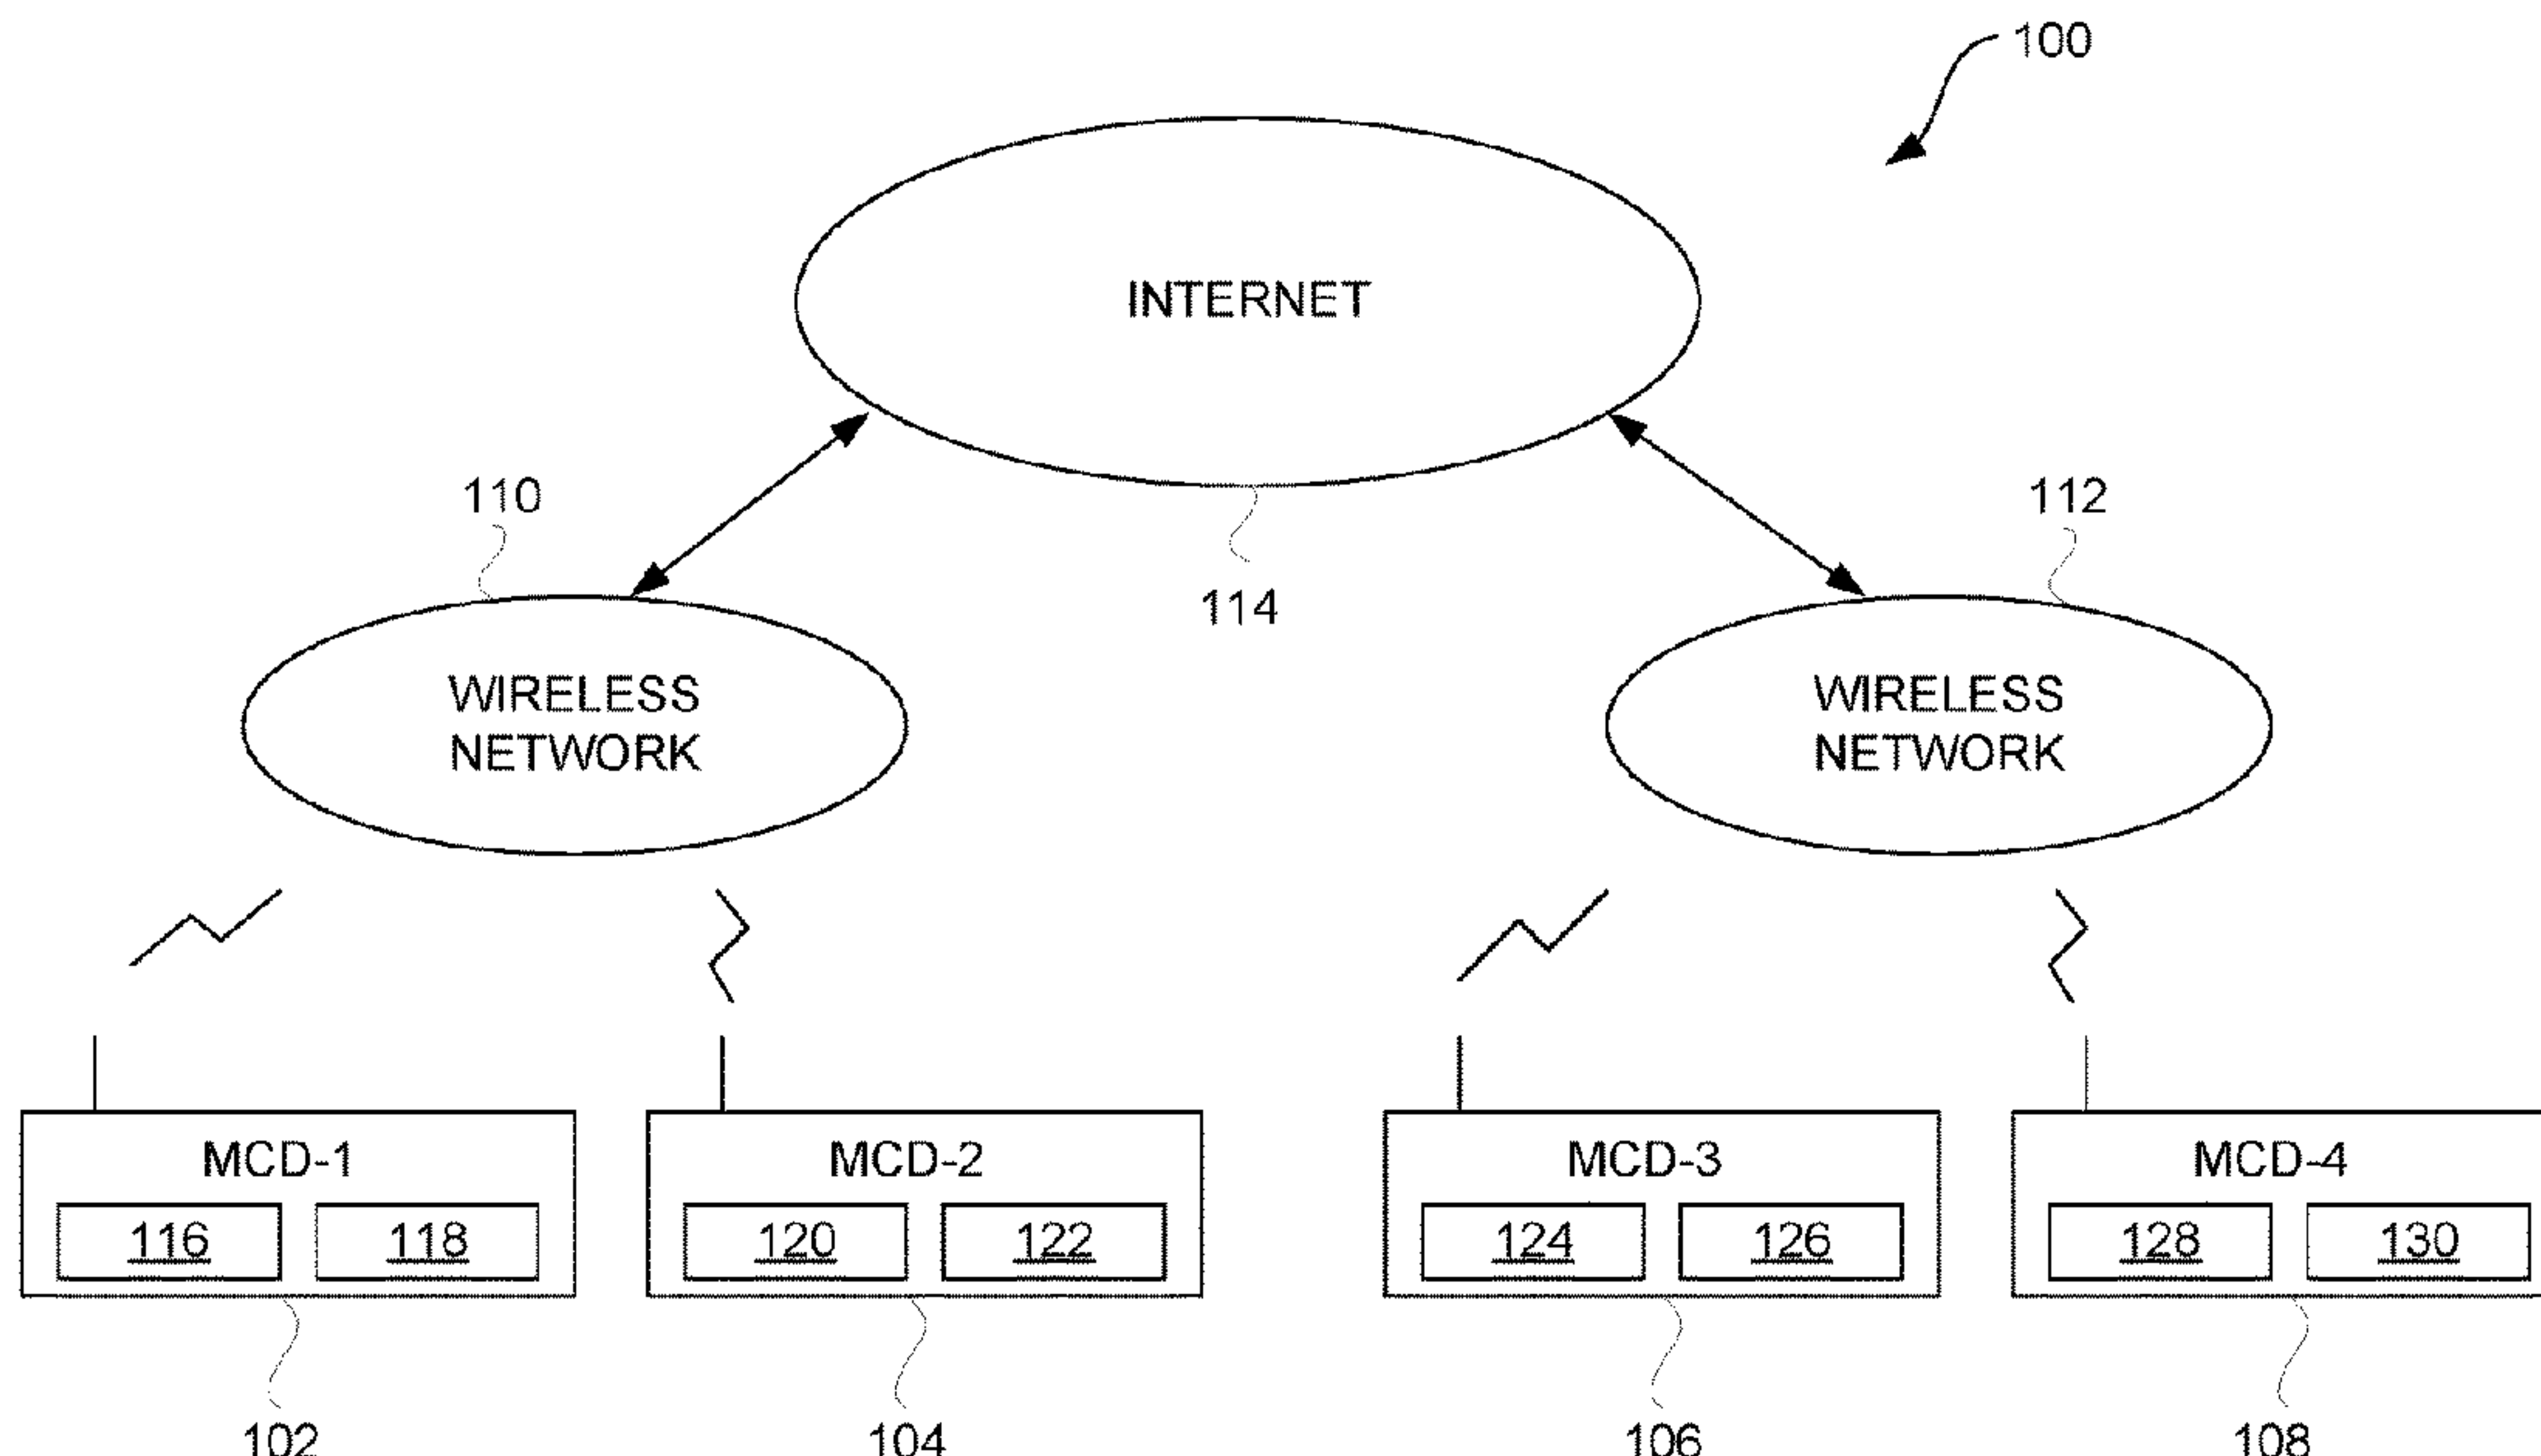 100
INTERNET
110
112
114
WIRELESS
NETWORK
WIRELESS
NETWORK
MCD-1
MCD-2
MCD-3
MCD-4
116
118
120
122
124
126
128
130
102
104
106
108